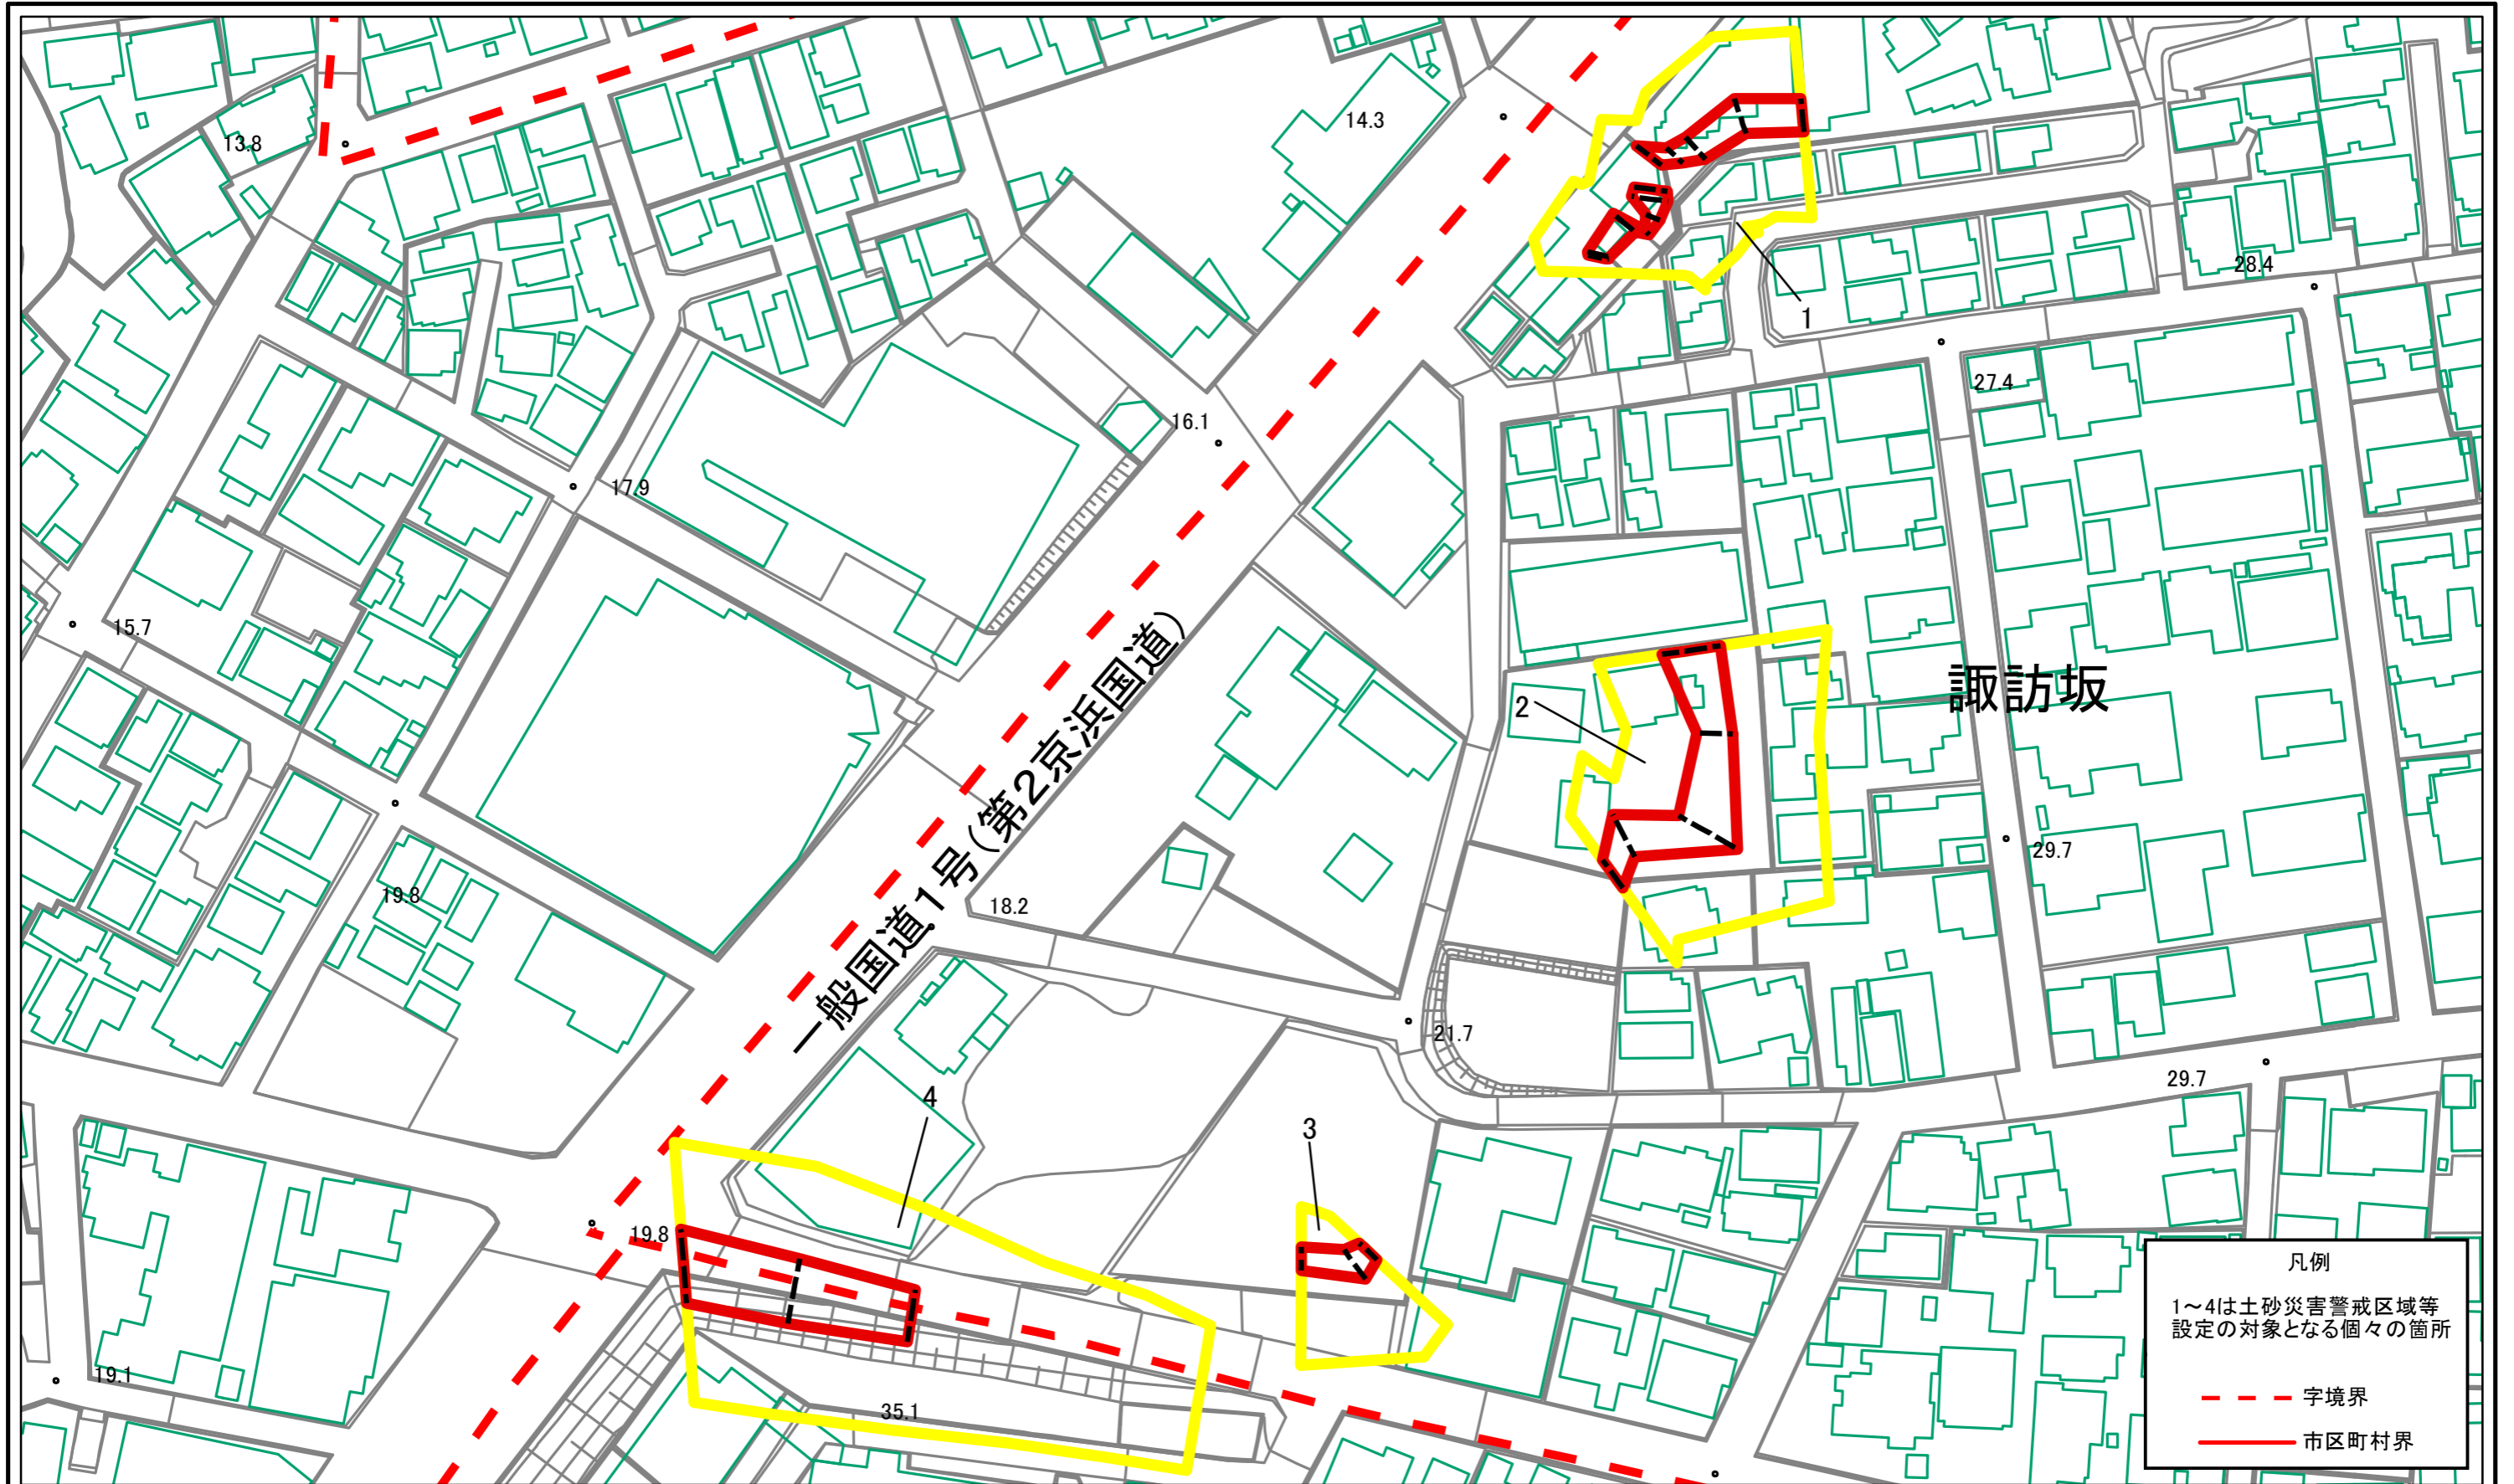 14.3
13.8
28.4
1
27.4
16.1
17.9
15.7
諏訪坂
2
29.7
19.8
一般国道1号(第2京浜国道)
18.2
21.7
29.7
4
3
19.8
19.1
35.1
凡例
1～4は土砂災害警戒区域等
設定の対象となる個々の箇所
字境界
市区町村界